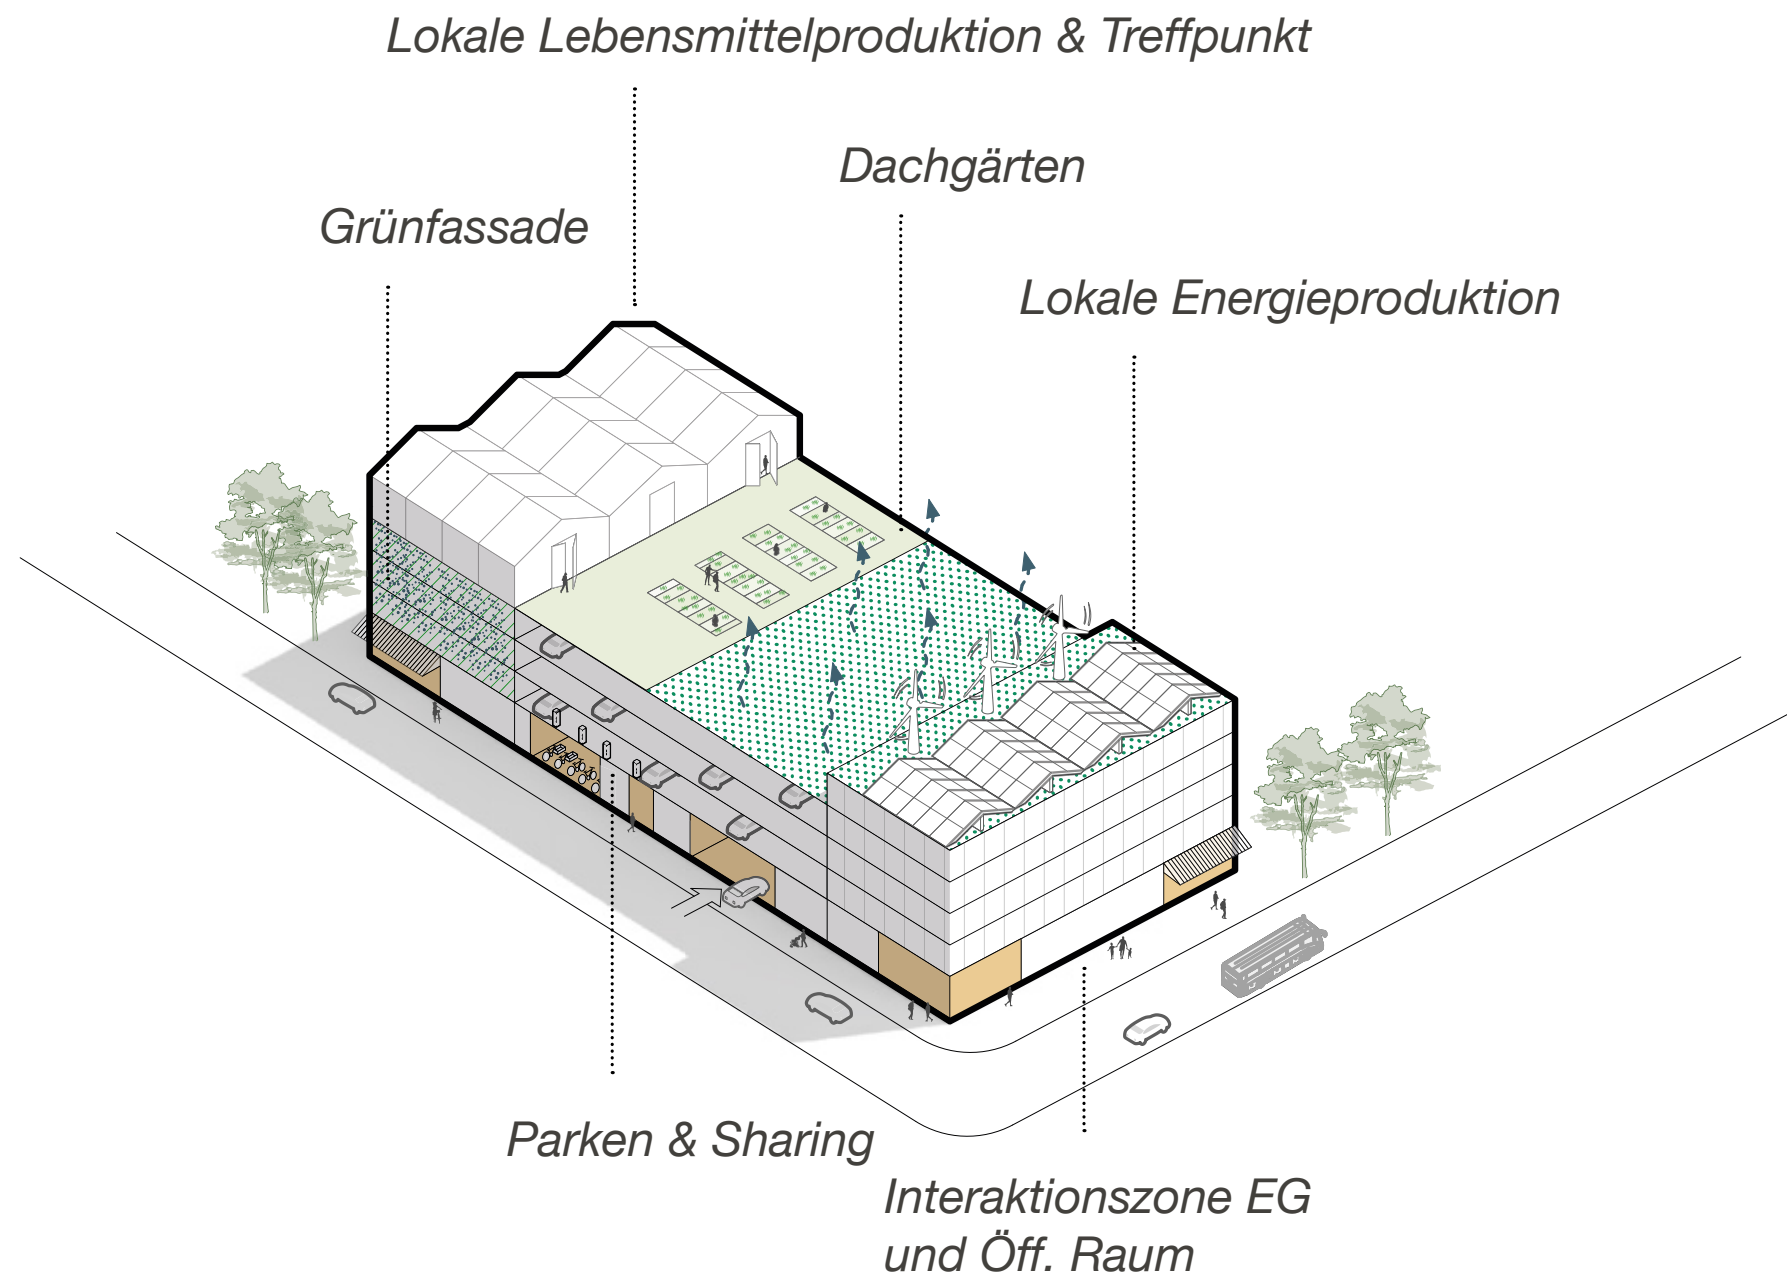 Lokale Lebensmittelproduktion & Treffpunkt
Dachgärten
Grünfassade
Lokale Energieproduktion
Parken & Sharing
Interaktionszone EG
und Öff. Raum